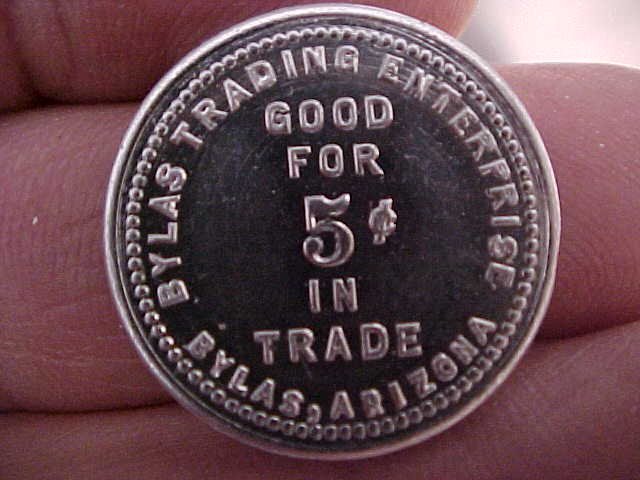 BYLAS TRADING ENTERPRISE
GOOD
FOR
5¢
IN
TRADE
BYLAS, ARIZONA